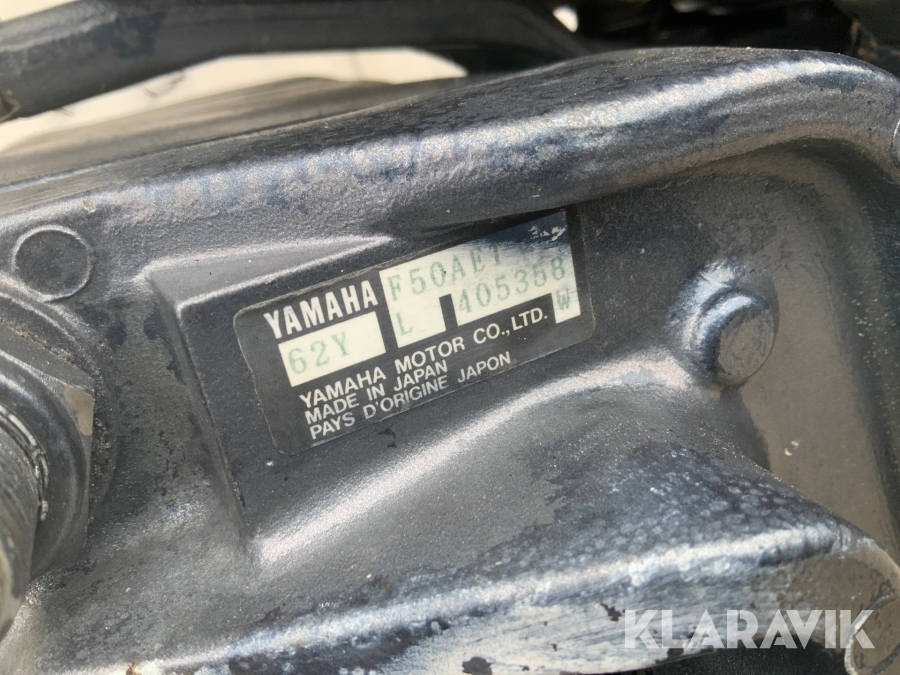 YAMAHA F50AET
62Y L 405358 W
YAMAHA MOTOR CO.,LTD.
MADE IN JAPAN
PAYS D'ORIGINE JAPON
KLARAVIK